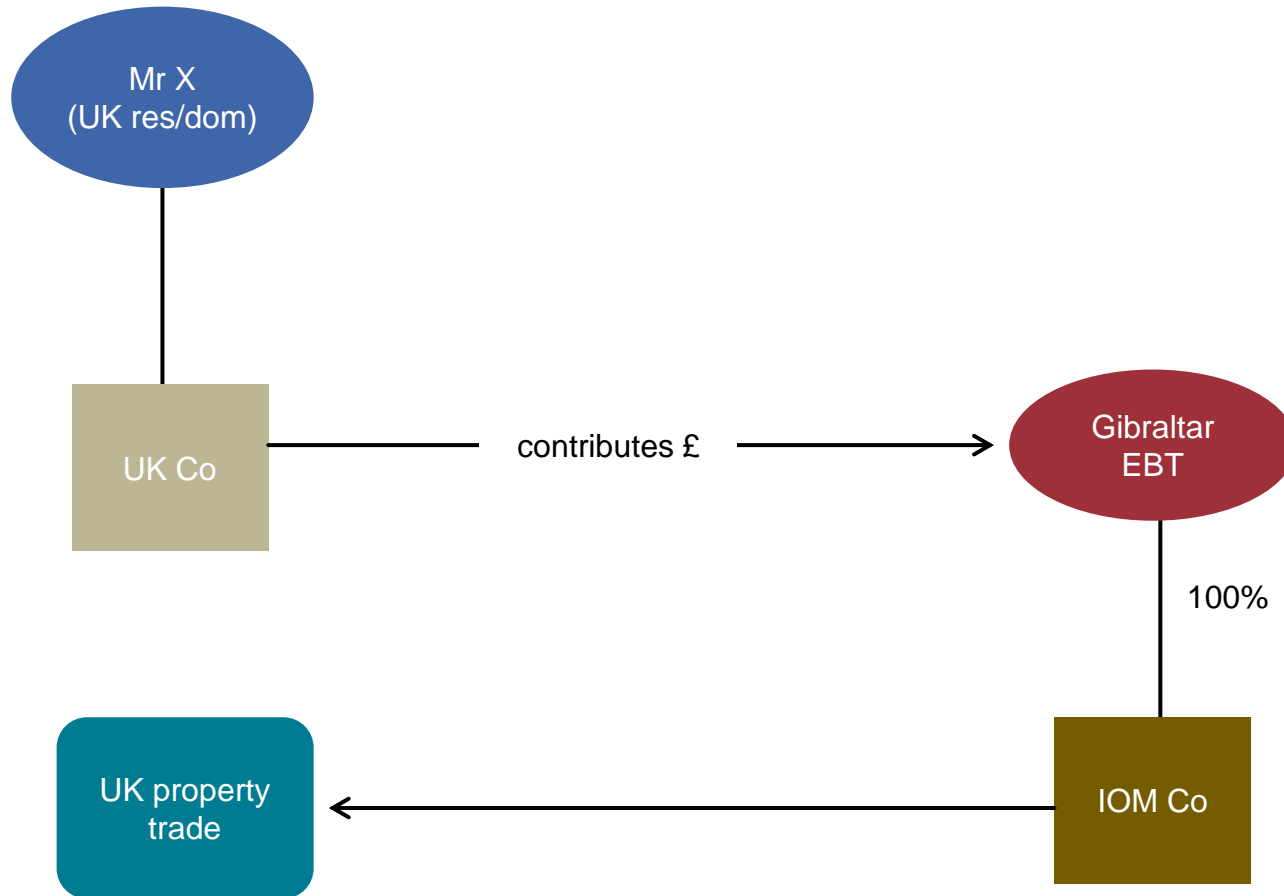 Mr X
(UK res/dom)
UK Co
contributes £
Gibraltar
EBT
100%
UK property
trade
IOM Co